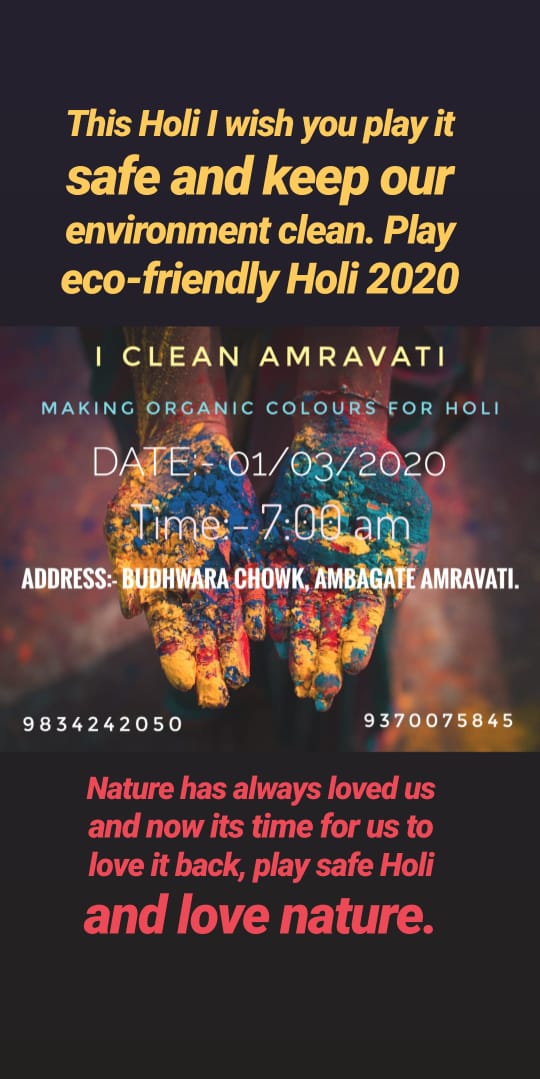 This Holi I wish you play it
safe and keep our
environment clean. Play
eco-friendly Holi 2020
I CLEAN AMRAVATI
MAKING ORGANIC COLOURS FOR HOLI
DATE:- 01/03/2020
Time:- 7:00 am
ADDRESS:- BUDHWARA CHOWK, AMBAGATE AMRAVATI.
9834242050
9370075845
Nature has always loved us
and now its time for us to
love it back, play safe Holi
and love nature.